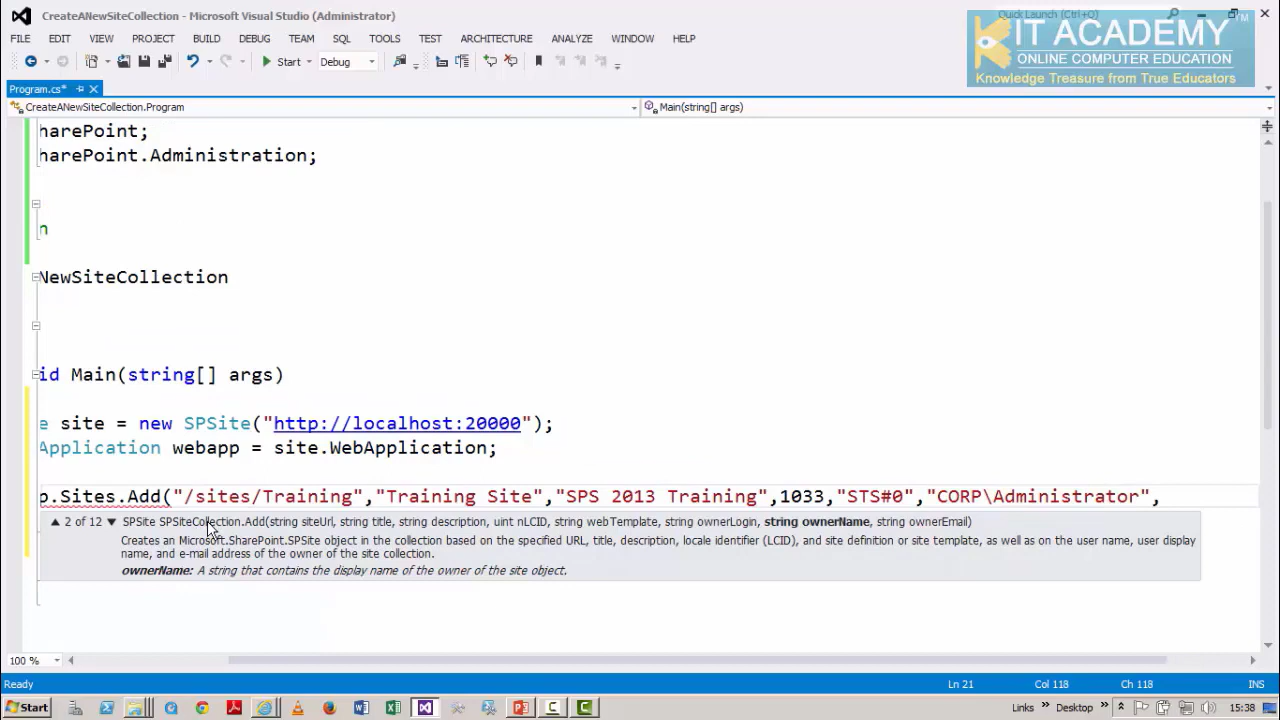 CreateANewSiteCollection - Microsoft Visual Studio (Administrator)
Quick Launch (Ctrl+Q)
FILE EDIT VIEW PROJECT BUILD DEBUG TEAM SQL TOOLS TEST ARCHITECTURE ANALYZE WINDOW HELP
IT ACADEMY
ONLINE COMPUTER EDUCATION
Knowledge Treasure from True Educators
Start Debug
Program.cs*
CreateANewSiteCollection.Program Main(string[] args)
harePoint;
harePoint.Administration;
n
NewSiteCollection
id Main(string[] args)
e site = new SPSite("http://localhost:20000");
Application webapp = site.WebApplication;
p.Sites.Add("/sites/Training","Training Site","SPS 2013 Training",1033,"STS#0","CORP\Administrator",
▲ 2 of 12 ▼ SPSite SPSiteCollection.Add(string siteUrl, string title, string description, uint nLCID, string webTemplate, string ownerLogin, string ownerName, string ownerEmail)
Creates an Microsoft.SharePoint.SPSite object in the collection based on the specified URL, title, description, locale identifier (LCID), and site definition or site template, as well as on the user name, user display
name, and e-mail address of the owner of the site collection.
ownerName: A string that contains the display name of the owner of the site object.
100 %
Ready Ln 21 Col 118 Ch 118 INS
Start Links » Desktop » 15:38